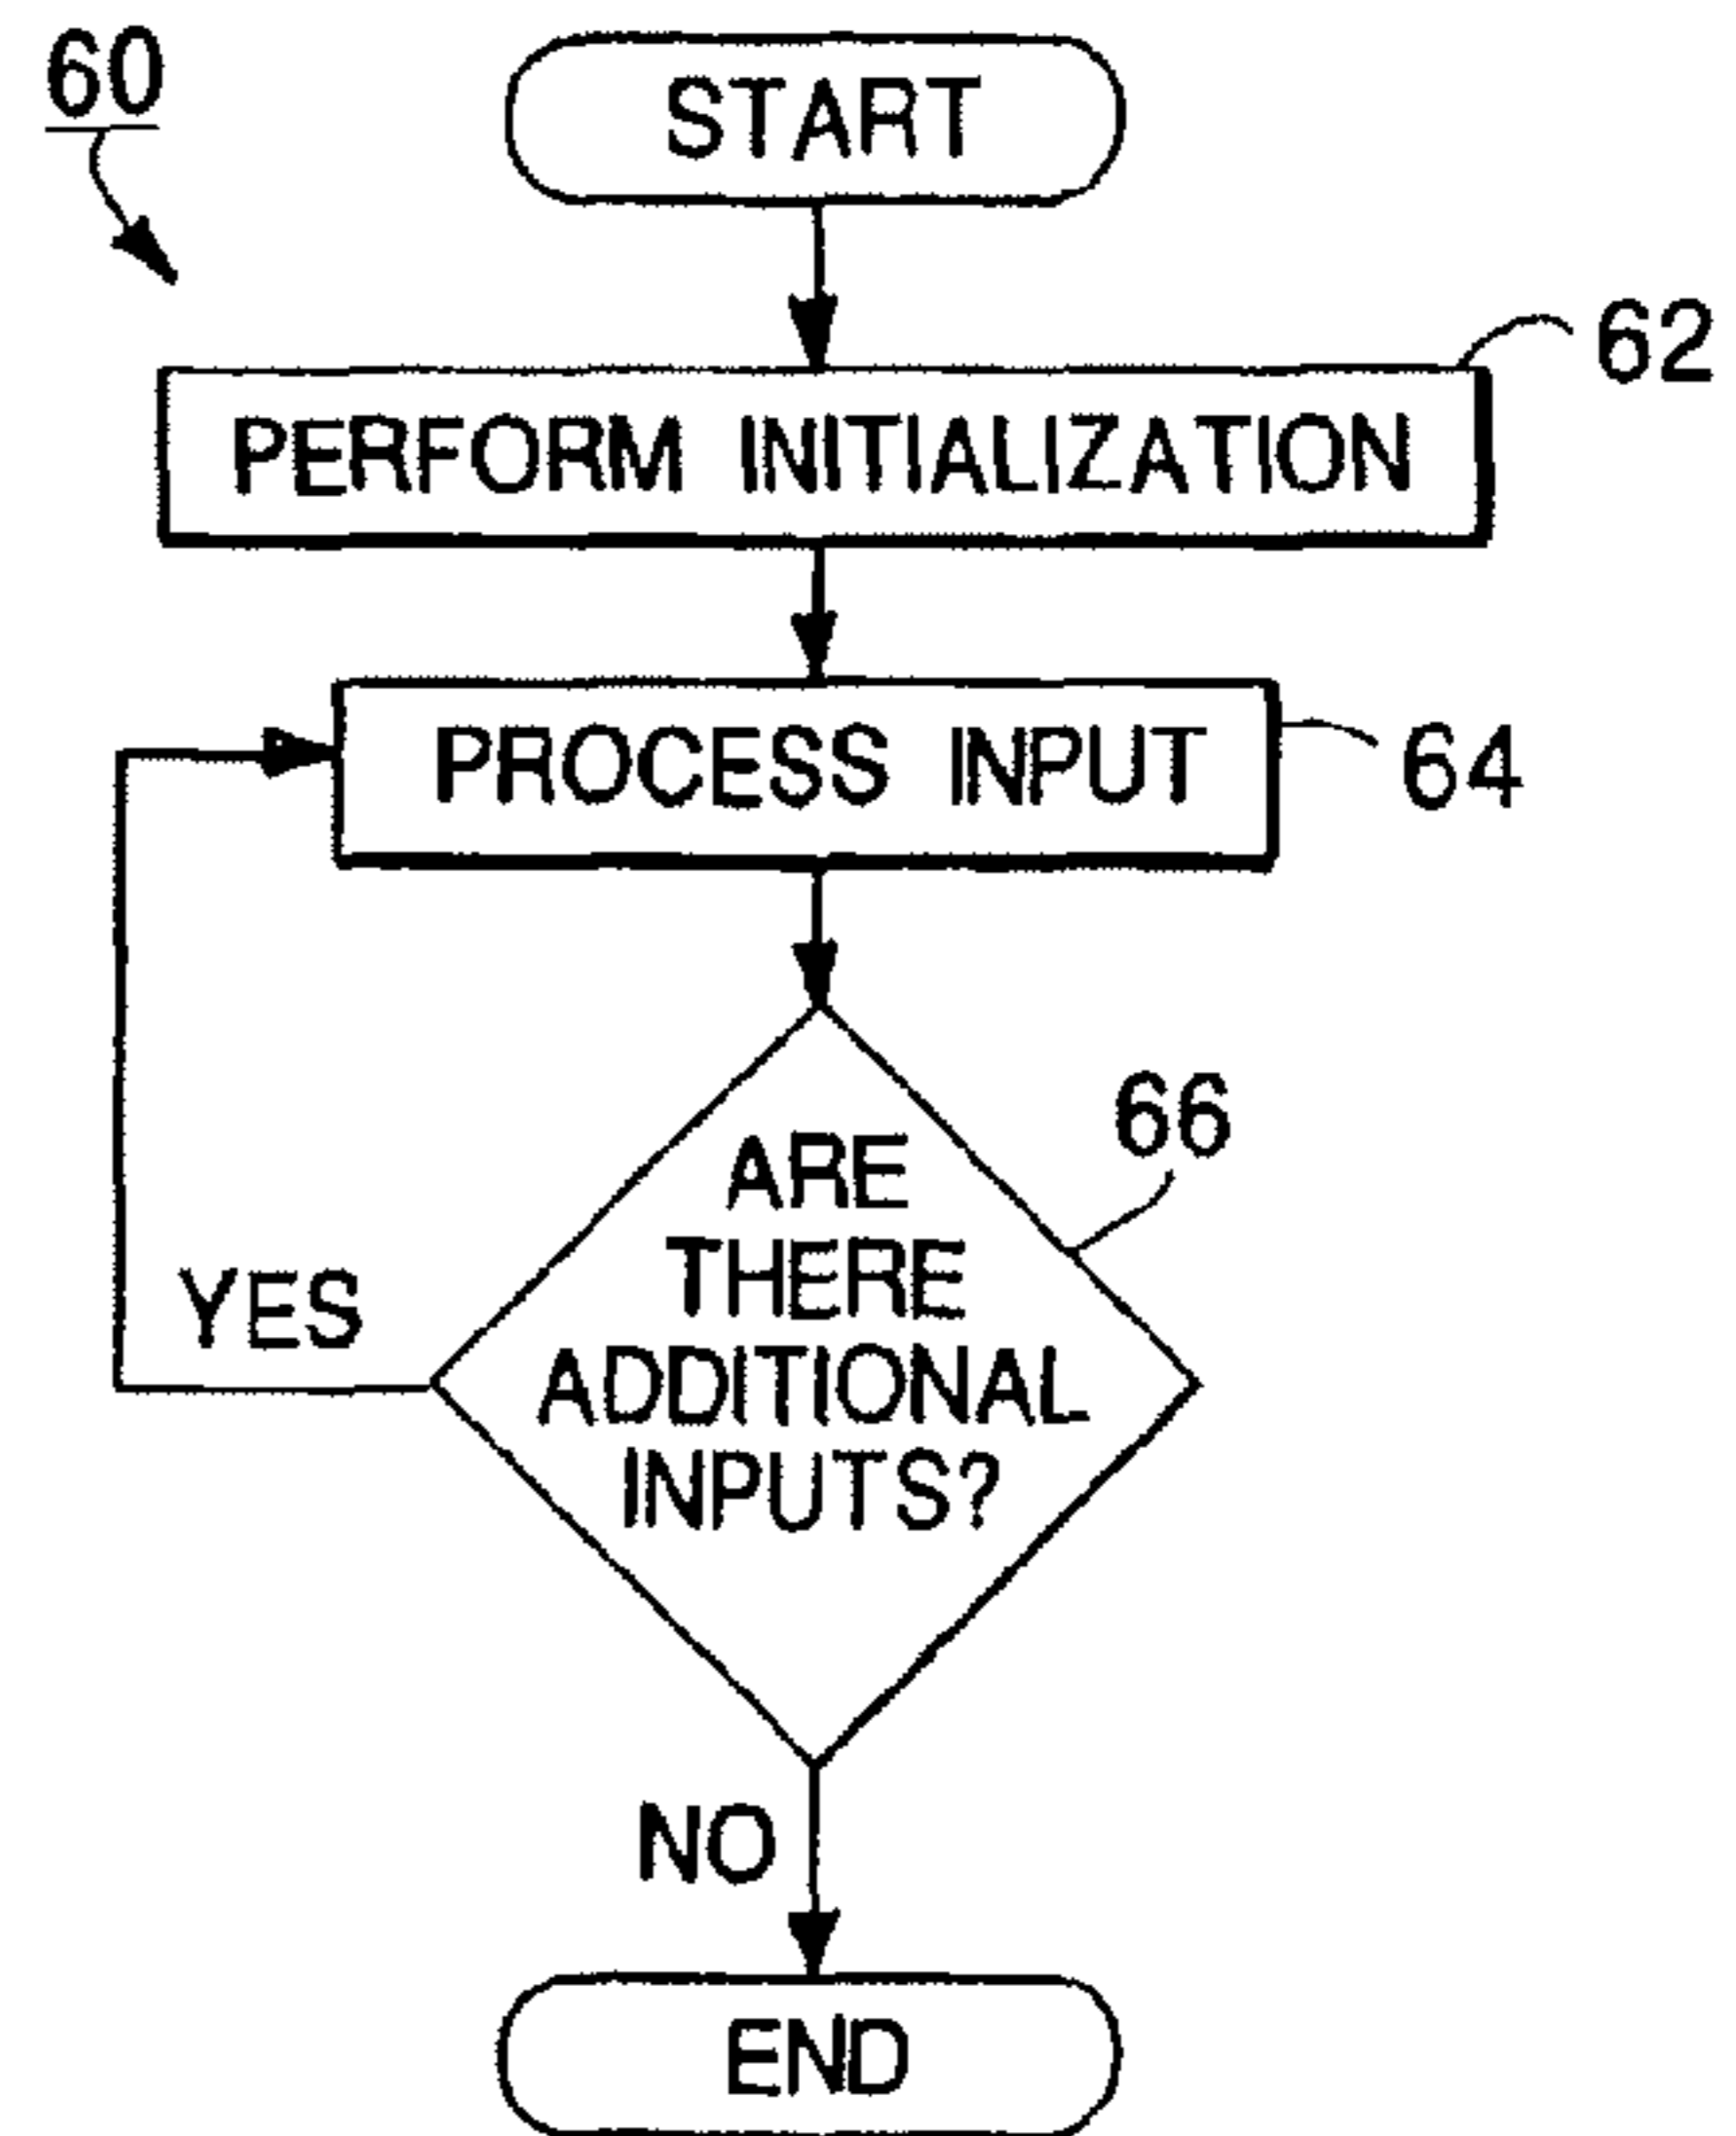 60
START
62
PERFORM INITIALIZATION
PROCESS INPUT
64
66
ARE
THERE
ADDITIONAL
INPUTS?
YES
NO
END